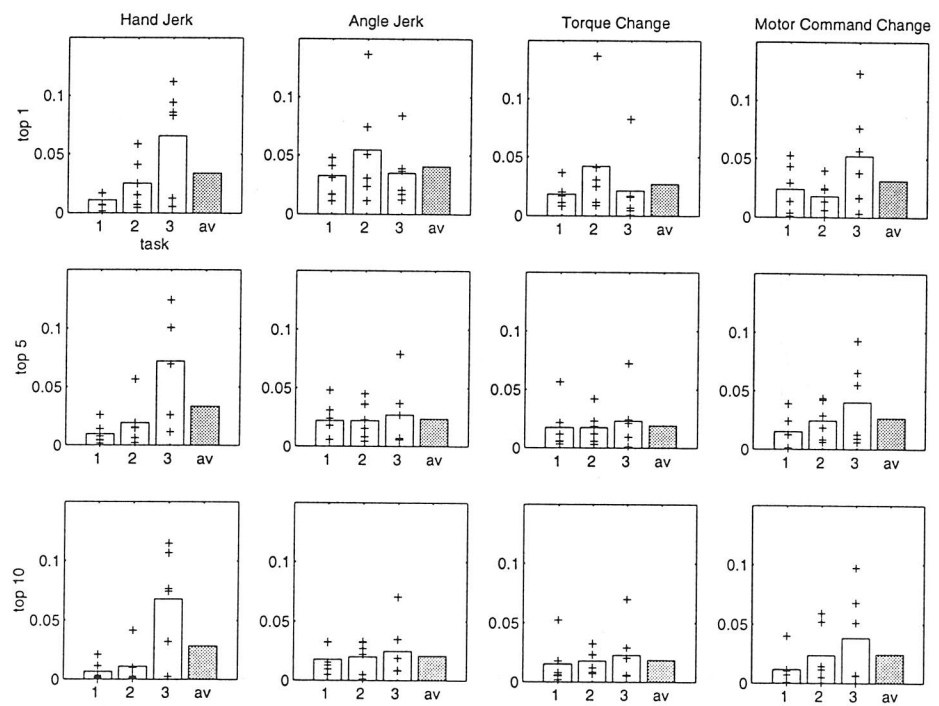 Hand Jerk Angle Jerk Torque Change Motor Command Change
top 1
0.1 0.1 0.1 0.1
0.05 0.05 0.05 0.05
0 0 0 0
1 2 3 av 1 2 3 av 1 2 3 av 1 2 3 av
task
top 5
0.1 0.1 0.1 0.1
0.05 0.05 0.05 0.05
0 0 0 0
1 2 3 av 1 2 3 av 1 2 3 av 1 2 3 av
top 10
0.1 0.1 0.1 0.1
0.05 0.05 0.05 0.05
0 0 0 0
1 2 3 av 1 2 3 av 1 2 3 av 1 2 3 av